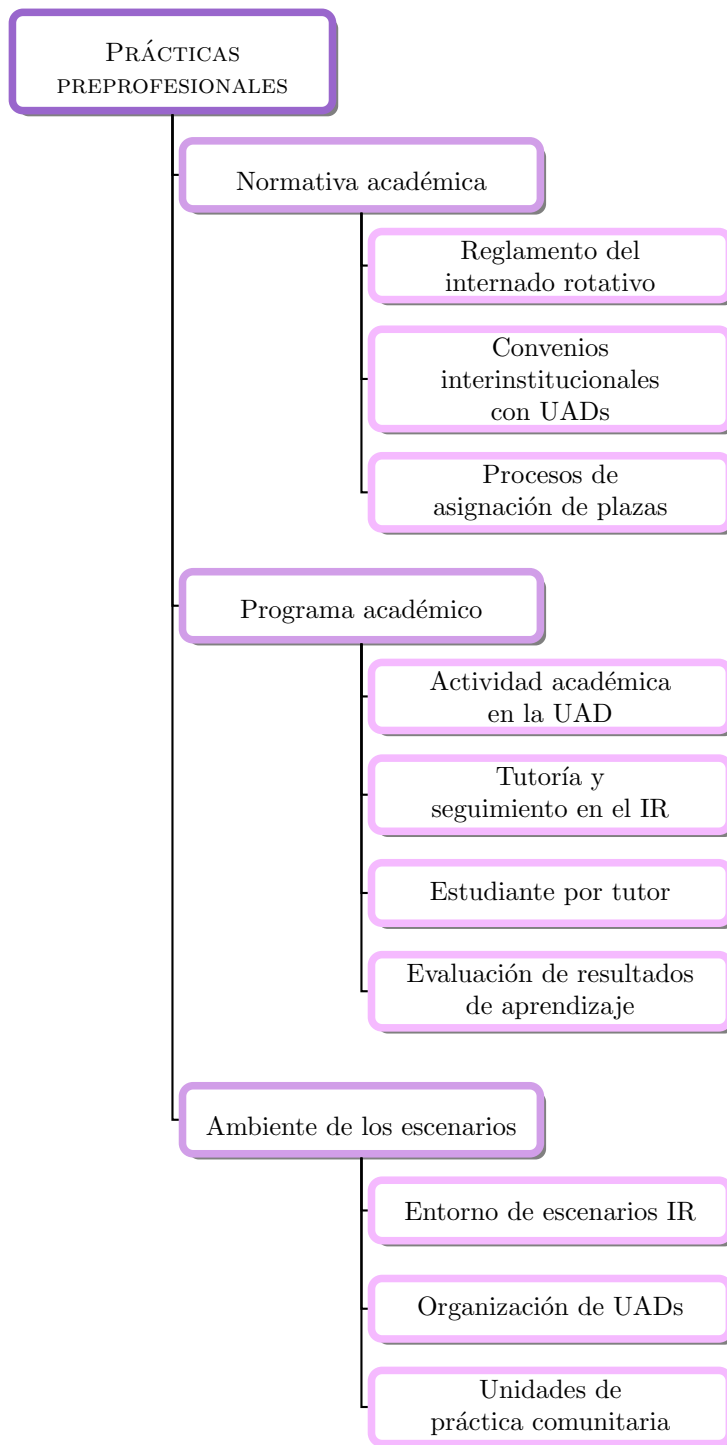 PRÁCTICAS
PREPROFESIONALES
Normativa académica
Reglamento del
internado rotativo
Convenios
interinstitucionales
con UADs
Procesos de
asignación de plazas
Programa académico
Actividad académica
en la UAD
Tutoría y
seguimiento en el IR
Estudiante por tutor
Evaluación de resultados
de aprendizaje
Ambiente de los escenarios
Entorno de escenarios IR
Organización de UADs
Unidades de
práctica comunitaria